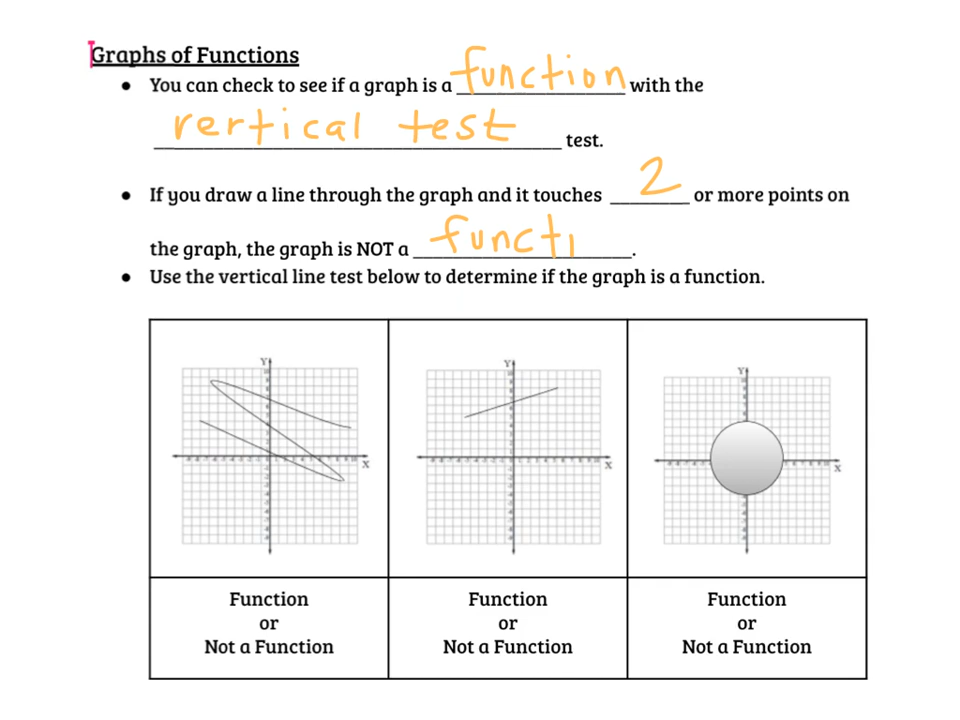 Graphs of Functions
• You can check to see if a graph is a function with the
rertical test test.
• If you draw a line through the graph and it touches 2 or more points on
the graph, the graph is NOT a functi.
• Use the vertical line test below to determine if the graph is a function.
Y Y Y
X X X
Function Function Function
or or or
Not a Function Not a Function Not a Function